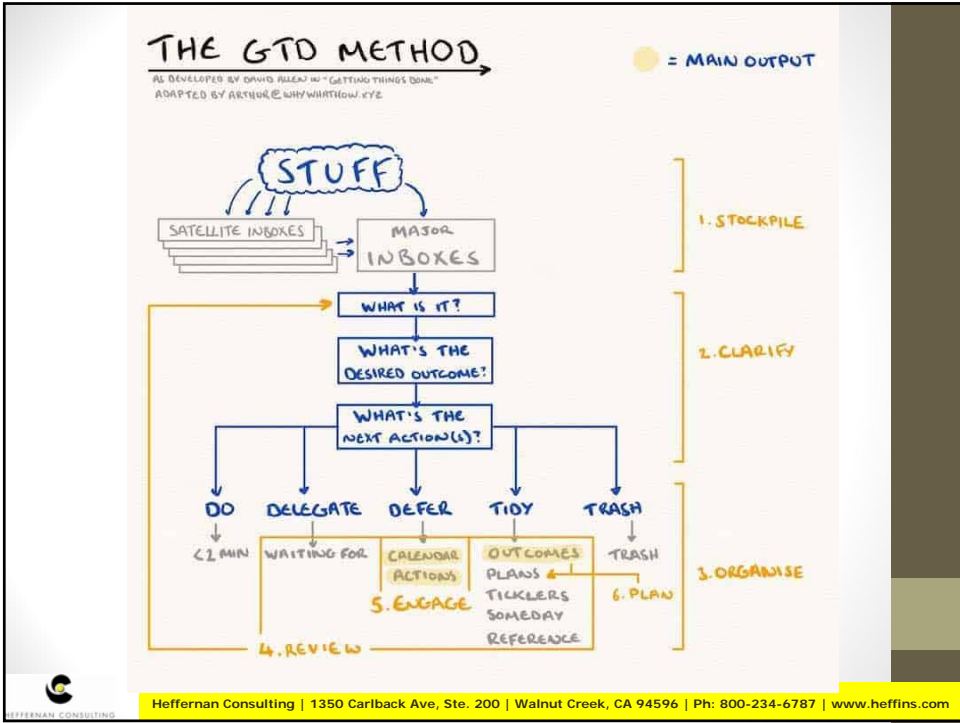 THE GTD METHOD
AS DEVELOPED BY DAVID ALLEN IN "GETTING THINGS DONE"
ADAPTED BY ARTHUR@WHYWHATHOW.XYZ
= MAIN OUTPUT
STUFF
SATELLITE INBOXES
MAJOR
INBOXES
1. STOCKPILE
WHAT IS IT?
WHAT'S THE
DESIRED OUTCOME?
WHAT'S THE
NEXT ACTION(S)?
2. CLARIFY
DO
DELEGATE
DEFER
TIDY
TRASH
<2 MIN
WAITING FOR
CALENDAR
ACTIONS
OUTCOMES
PLANS
TICKLERS
SOMEDAY
REFERENCE
TRASH
3. ORGANISE
5. ENGAGE
6. PLAN
4. REVIEW
HEFFERNAN CONSULTING
Heffernan Consulting | 1350 Carlback Ave, Ste. 200 | Walnut Creek, CA 94596 | Ph: 800-234-6787 | www.heffins.com